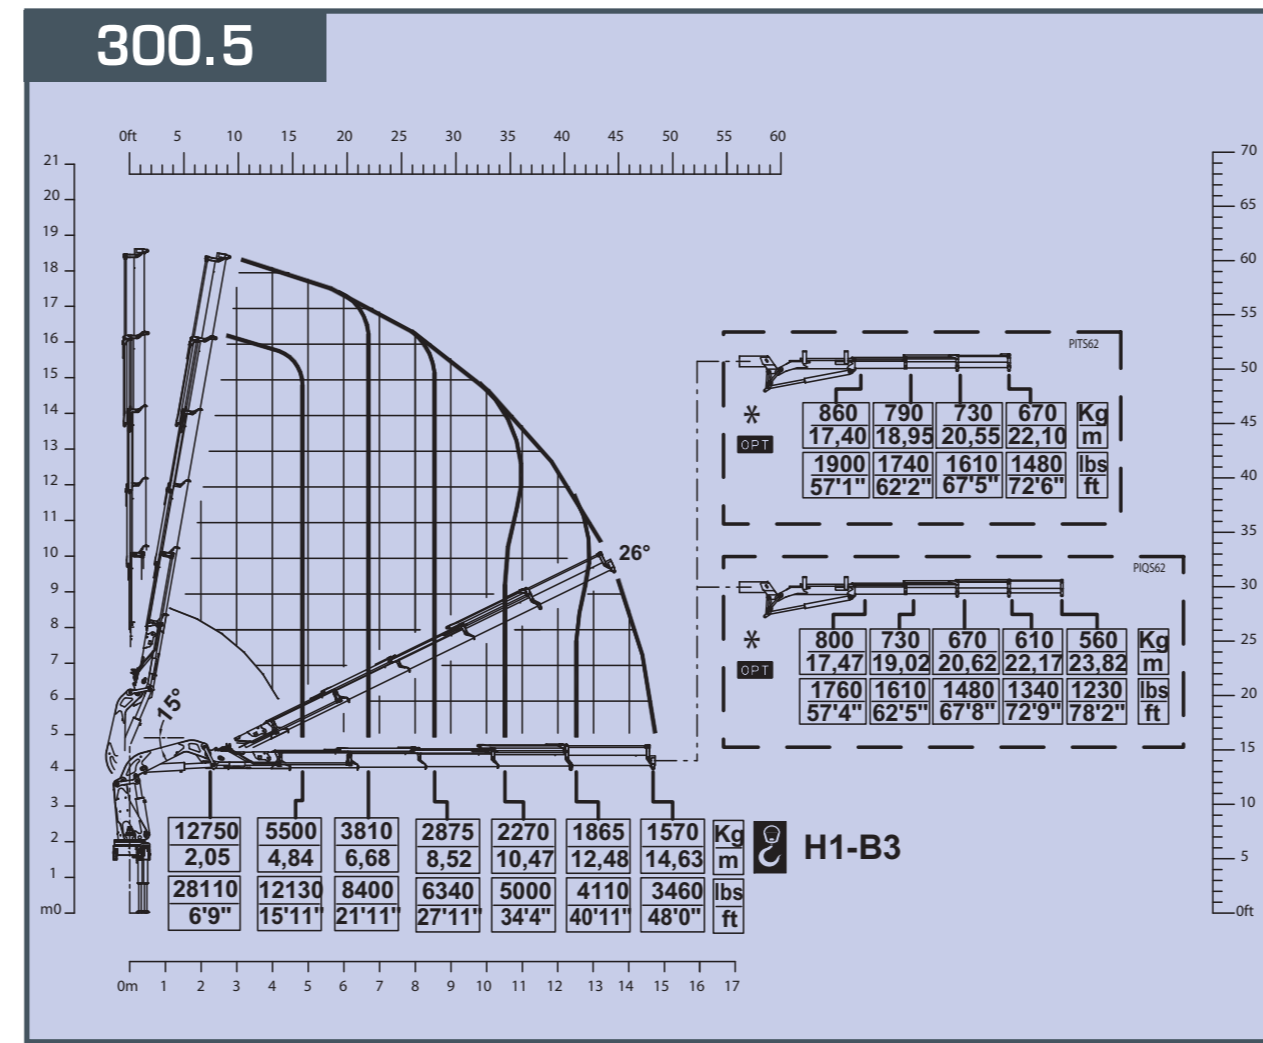 300.5
0ft 5 10 15 20 25 30 35 40 45 50 55 60
21
20
19
18
17
16
15
14
13
12
11
10
9
8
7
6
5
4
3
2
1
m0
70
65
60
55
50
45
40
35
30
25
20
15
10
5
0ft
26°
15°
PITS62
*
OPT
860 790 730 670 Kg
17,40 18,95 20,55 22,10 m
1900 1740 1610 1480 lbs
57'1" 62'2" 67'5" 72'6" ft
PIQS62
*
OPT
800 730 670 610 560 Kg
17,47 19,02 20,62 22,17 23,82 m
1760 1610 1480 1340 1230 lbs
57'4" 62'5" 67'8" 72'9" 78'2" ft
12750 5500 3810 2875 2270 1865 1570 Kg
2,05 4,84 6,68 8,52 10,47 12,48 14,63 m
28110 12130 8400 6340 5000 4110 3460 lbs
6'9" 15'11" 21'11" 27'11" 34'4" 40'11" 48'0" ft
H1-B3
0m 1 2 3 4 5 6 7 8 9 10 11 12 13 14 15 16 17